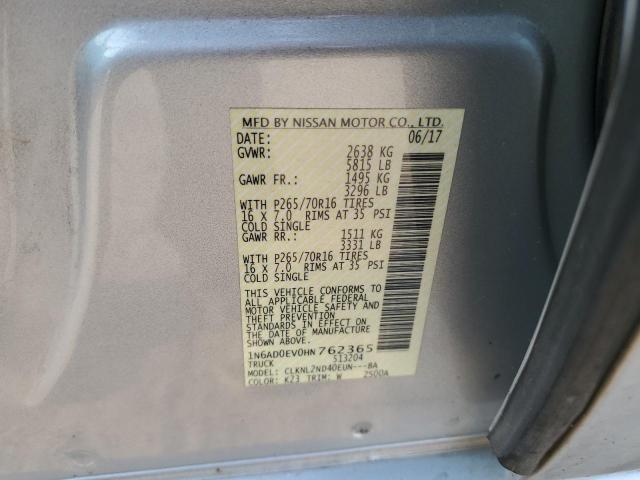 MFD BY NISSAN MOTOR CO., LTD.
DATE: 06/17
GVWR: 2638 KG
5815 LB
GAWR FR.: 1495 KG
3296 LB
WITH P265/70R16 TIRES
16 X 7.0 RIMS AT 35 PSI
COLD SINGLE
GAWR RR.: 1511 KG
3331 LB
WITH P265/70R16 TIRES
16 X 7.0 RIMS AT 35 PSI
COLD SINGLE
THIS VEHICLE CONFORMS TO
ALL APPLICABLE FEDERAL
MOTOR VEHICLE SAFETY AND
THEFT PREVENTION
STANDARDS IN EFFECT ON
THE DATE OF MANUFACTURE
SHOWN ABOVE.
1N6AD0EV0HN762365
TRUCK S13204
MODEL: CLKNL2ND40EUN---BA
COLOR: K23 TRIM: W 2500A